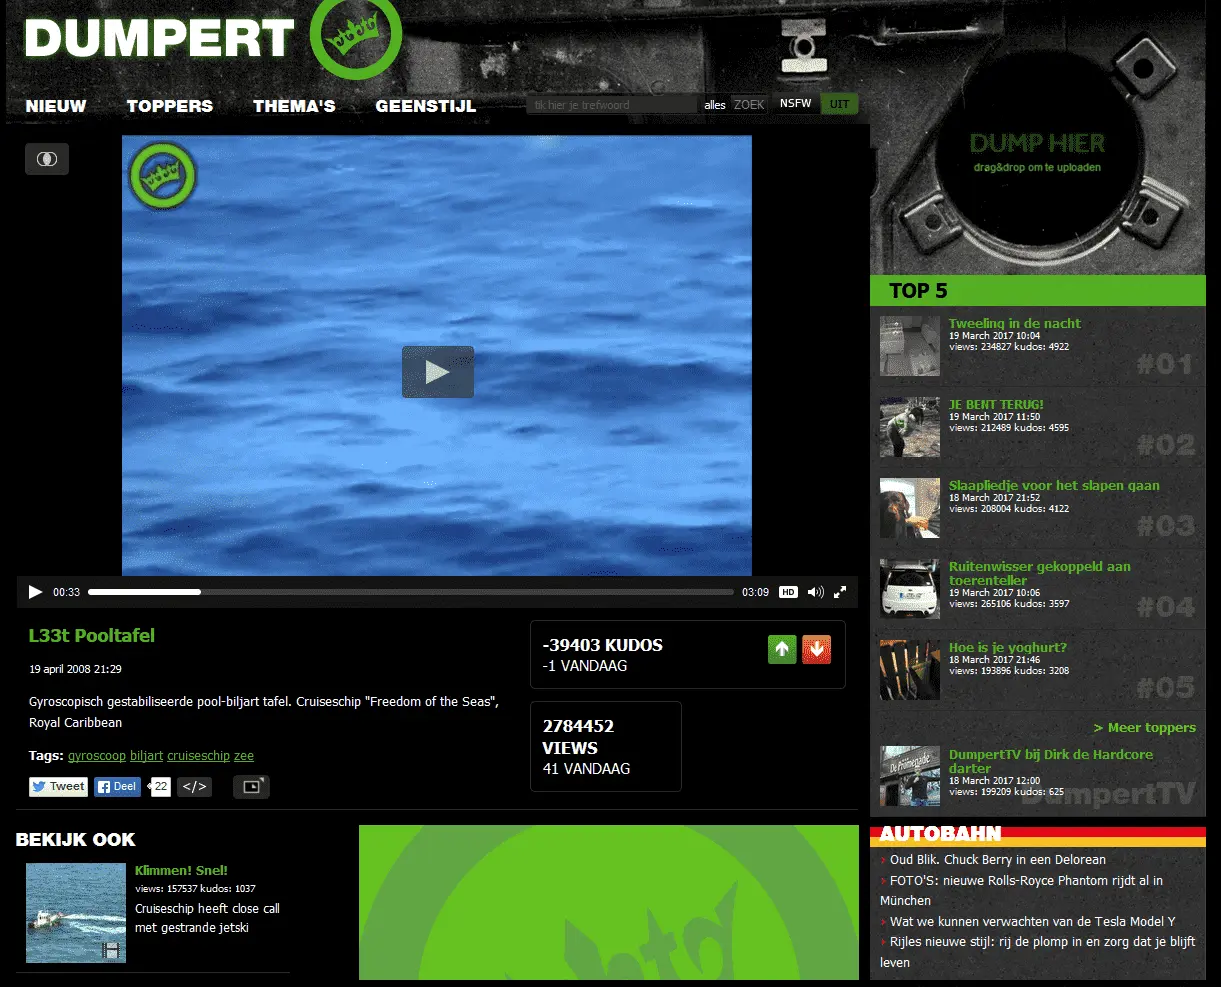 DUMPERT
NIEUW TOPPERS THEMA'S GEENSTIJL
tik hier je trefwoord alles ZOEK NSFW UIT
DUMP HIER
drag&drop om te uploaden
00:33 03:09 HD
L33t Pooltafel
19 april 2008 21:29
Gyroscopisch gestabiliseerde pool-biljart tafel. Cruiseschip "Freedom of the Seas",
Royal Caribbean
Tags: gyroscoop biljart cruiseschip zee
Tweet Deel 22 </>
-39403 KUDOS
-1 VANDAAG
2784452
VIEWS
41 VANDAAG
BEKIJK OOK
Klimmen! Snel!
views: 157537 kudos: 1037
Cruiseschip heeft close call
met gestrande jetski
TOP 5
Tweeling in de nacht
19 March 2017 10:04
views: 234827 kudos: 4922
#01
JE BENT TERUG!
19 March 2017 11:50
views: 212489 kudos: 4595
#02
Slaapliedje voor het slapen gaan
18 March 2017 21:52
views: 208004 kudos: 4122
#03
Ruitenwisser gekoppeld aan
toerenteller
19 March 2017 10:06
views: 265106 kudos: 3597
#04
Hoe is je yoghurt?
18 March 2017 21:46
views: 193896 kudos: 3208
#05
> Meer toppers
DumpertTV bij Dirk de Hardcore
darter
18 March 2017 12:00
views: 199209 kudos: 625
DumpertTV
AUTOBAHN
› Oud Blik. Chuck Berry in een Delorean
› FOTO'S: nieuwe Rolls-Royce Phantom rijdt al in
München
› Wat we kunnen verwachten van de Tesla Model Y
› Rijles nieuwe stijl: rij de plomp in en zorg dat je blijft
leven